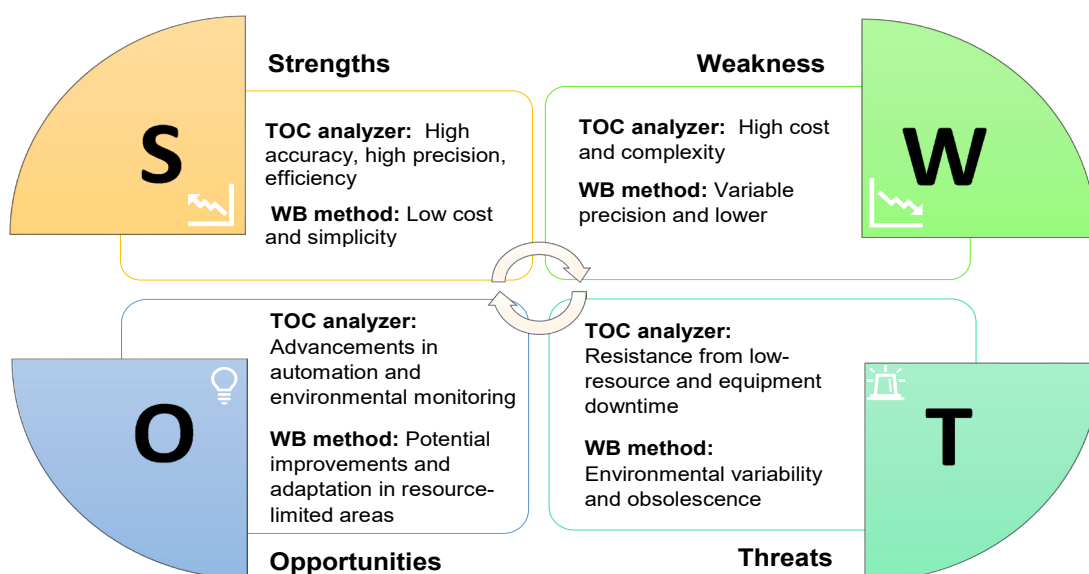 Strengths
S
TOC analyzer: High
accuracy, high precision,
efficiency
WB method: Low cost
and simplicity
Weakness
W
TOC analyzer: High cost
and complexity
WB method: Variable
precision and lower
O
TOC analyzer:
Advancements in
automation and
environmental monitoring
WB method: Potential
improvements and
adaptation in resource-
limited areas
Opportunities
TOC analyzer:
Resistance from low-
resource and equipment
downtime
WB method:
Environmental variability
and obsolescence
T
Threats